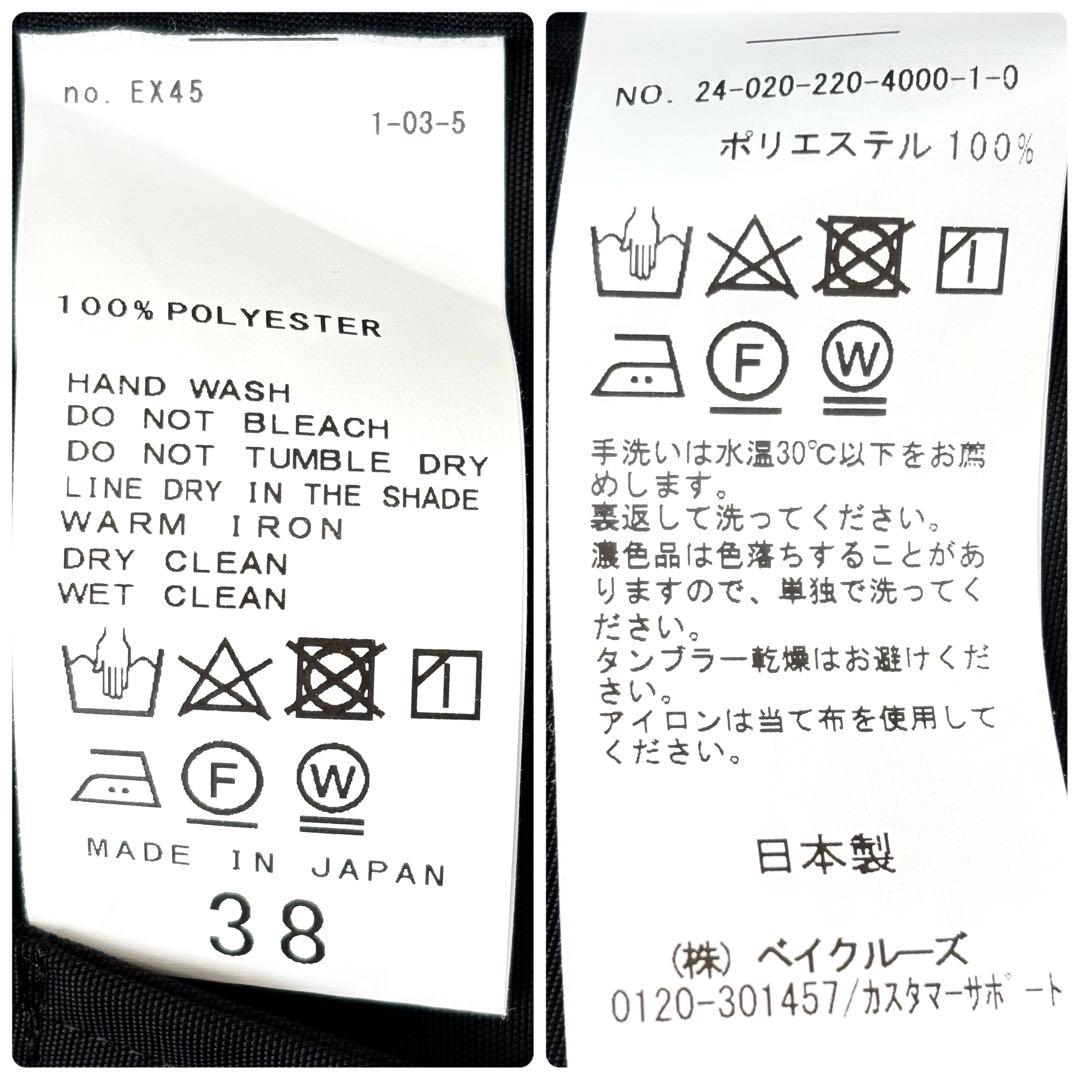 no. EX45
1-03-5
100% POLYESTER
HAND WASH
DO NOT BLEACH
DO NOT TUMBLE DRY
LINE DRY IN THE SHADE
WARM IRON
DRY CLEAN
WET CLEAN
F W
MADE IN JAPAN
38
NO. 24-020-220-4000-1-0
ポリエステル 100%
F W
手洗いは水温30℃以下をお薦
めします。
裏返して洗ってください。
濃色品は色落ちすることがあ
りますので、単独で洗ってく
ださい。
タンブラー乾燥はお避けくだ
さい。
アイロンは当て布を使用して
ください。
日本製
(株) ベイクルーズ
0120-301457/カスタマーサポート